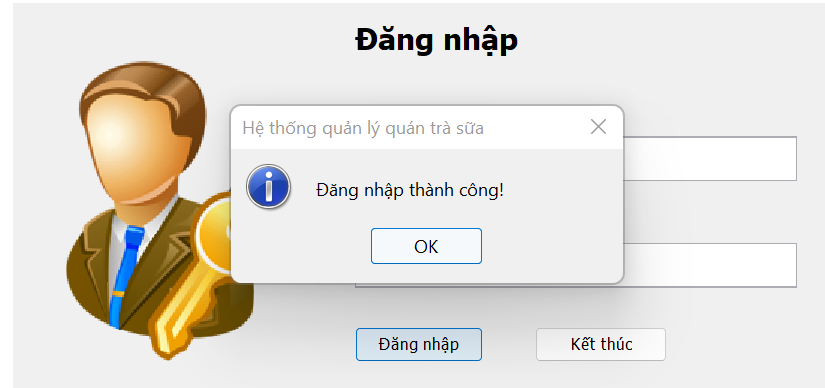 Đăng nhập
Hệ thống quản lý quán trà sữa
Đăng nhập thành công!
OK
Đăng nhập
Kết thúc